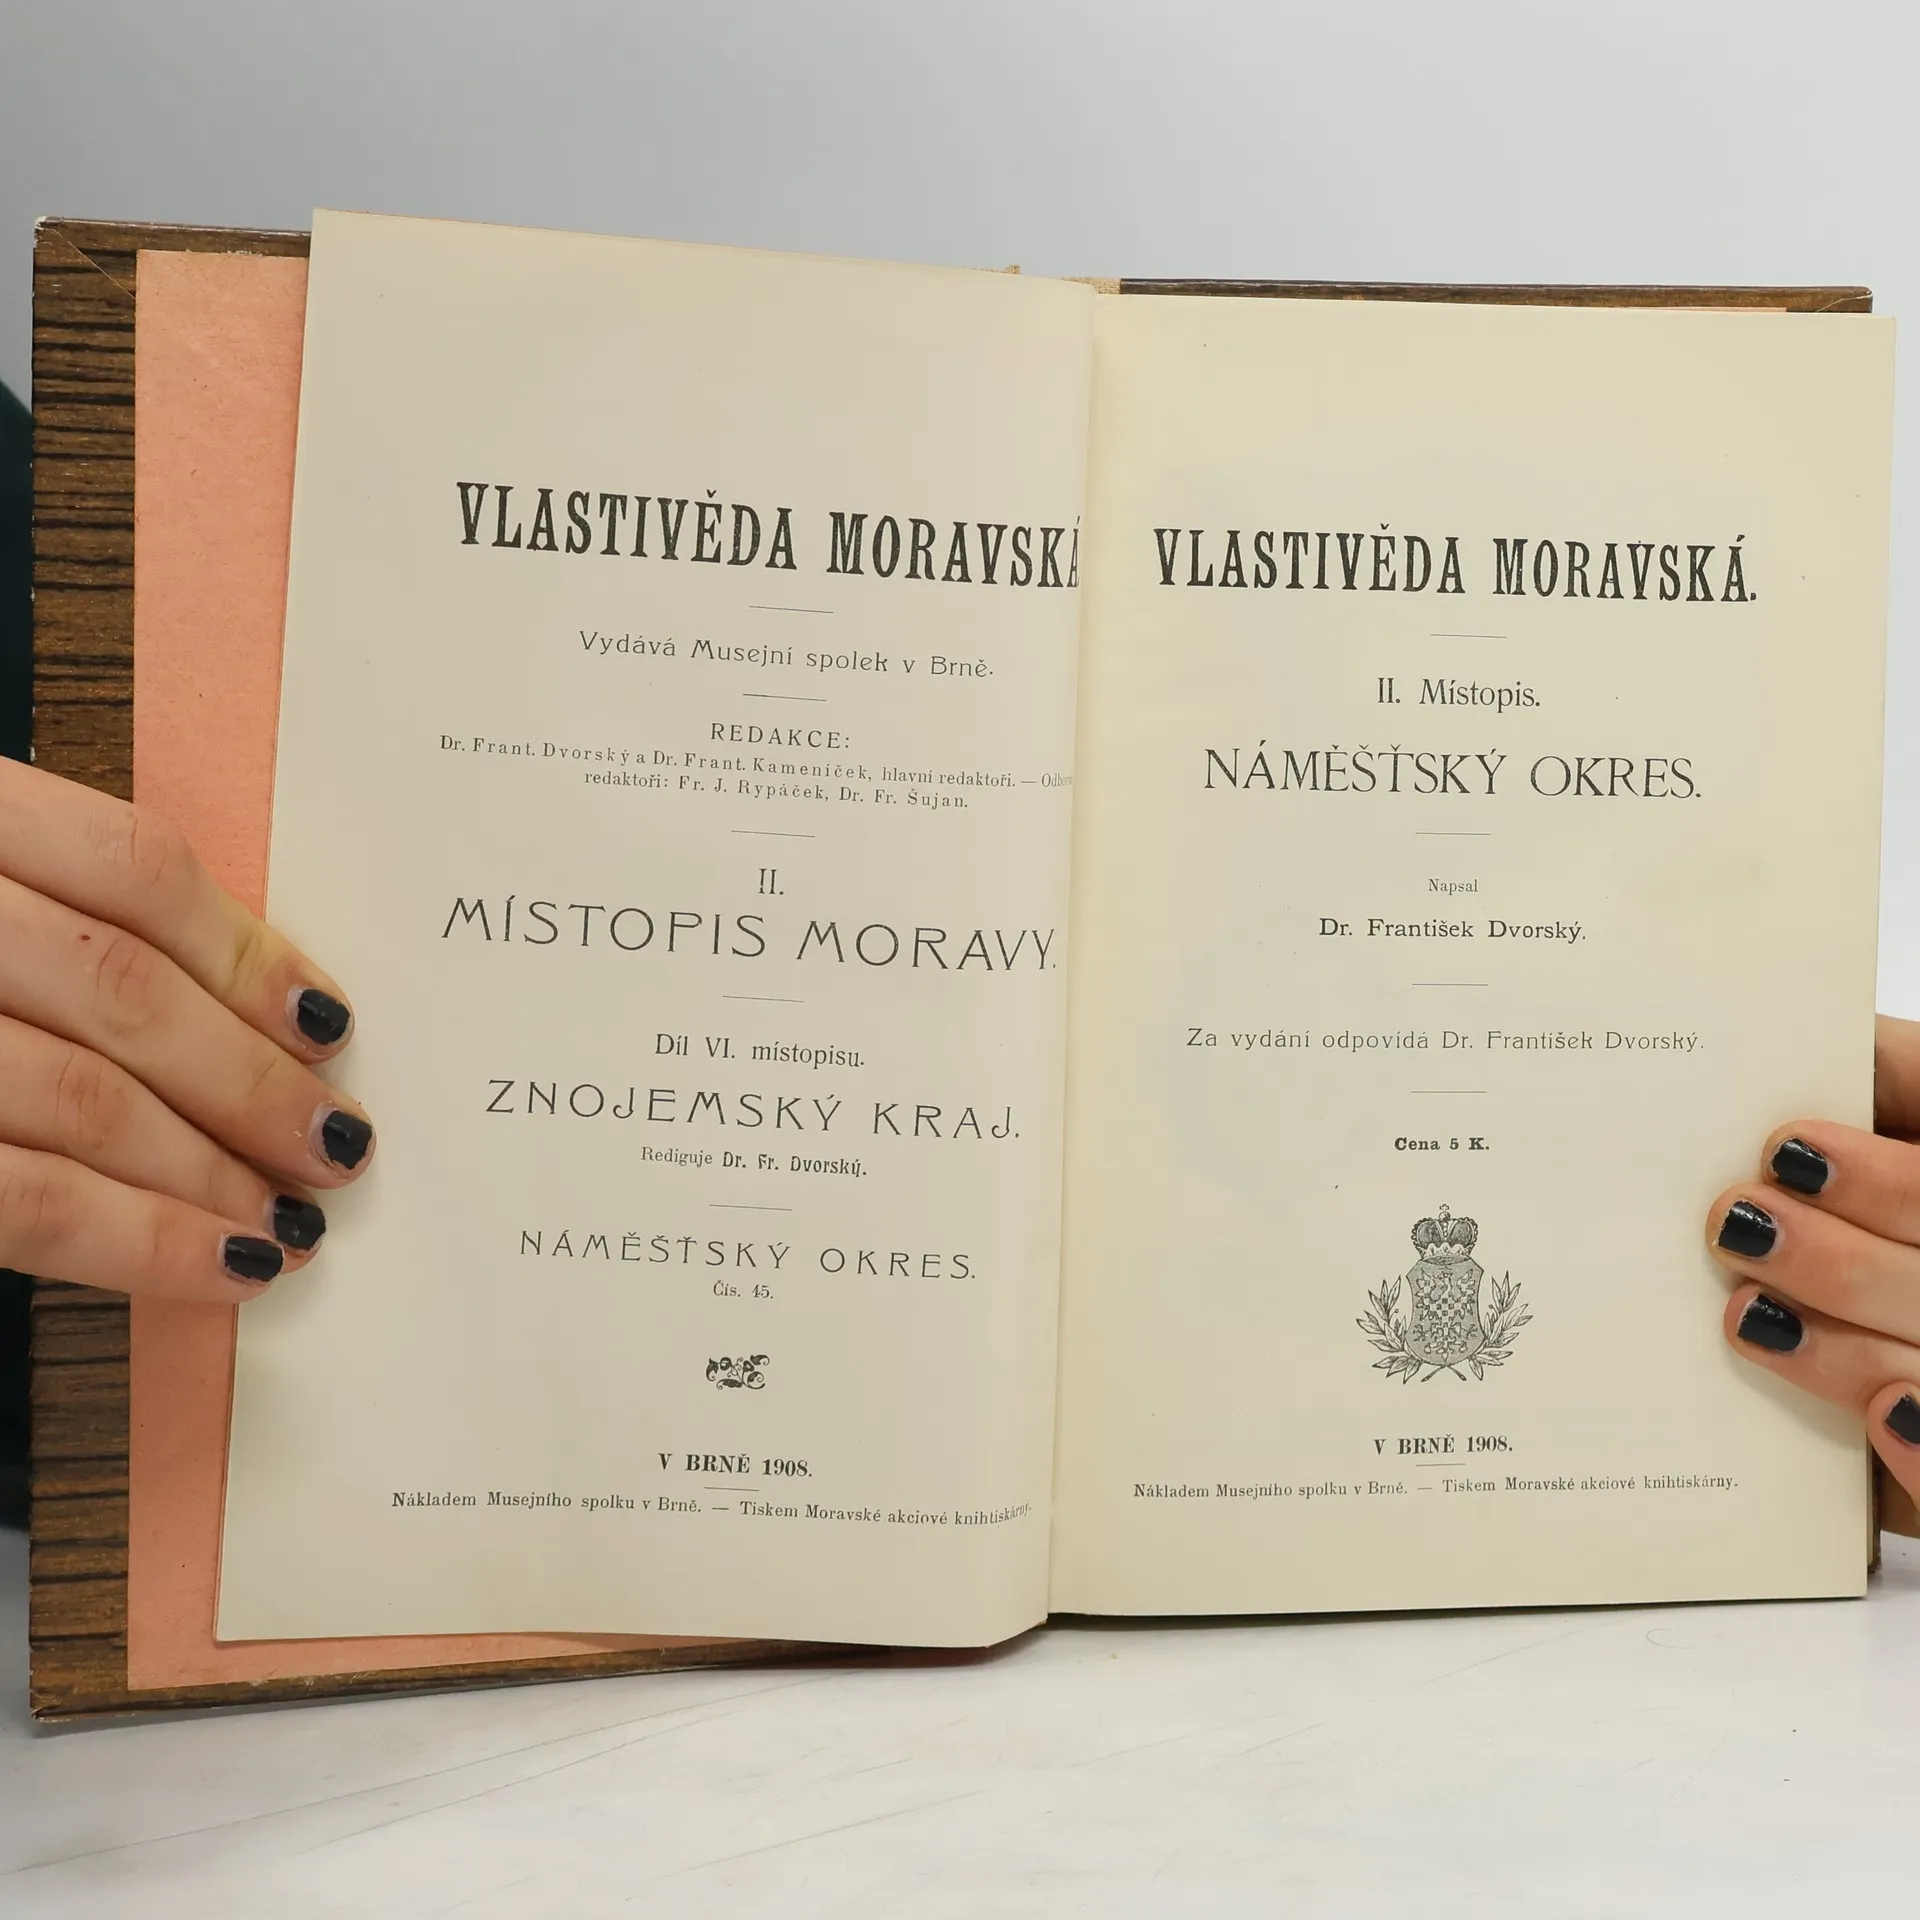 VLASTIVĚDA MORAVSKÁ
Vydává Musejní spolek v Brně.
REDAKCE:
Dr. Frant. Dvorský a Dr. Frant. Kameníček, hlavní redaktoři. —
redaktoři: Fr. J. Rypáček, Dr. Fr. Šujan.
II.
MÍSTOPIS MORAVY.
Díl VI. místopisu.
ZNOJEMSKÝ KRAJ.
Rediguje Dr. Fr. Dvorský.
NÁMĚŠŤSKÝ OKRES.
Čís. 45.
V BRNĚ 1908.
Nákladem Musejního spolku v Brně. — Tiskem Moravské akciové knihtiskárny.
VLASTIVĚDA MORAVSKÁ.
II. Místopis.
NÁMĚŠŤSKÝ OKRES.
Napsal
Dr. František Dvorský.
Za vydání odpovídá Dr. František Dvorský.
Cena 5 K.
V BRNĚ 1908.
Nákladem Musejního spolku v Brně. — Tiskem Moravské akciové knihtiskárny.